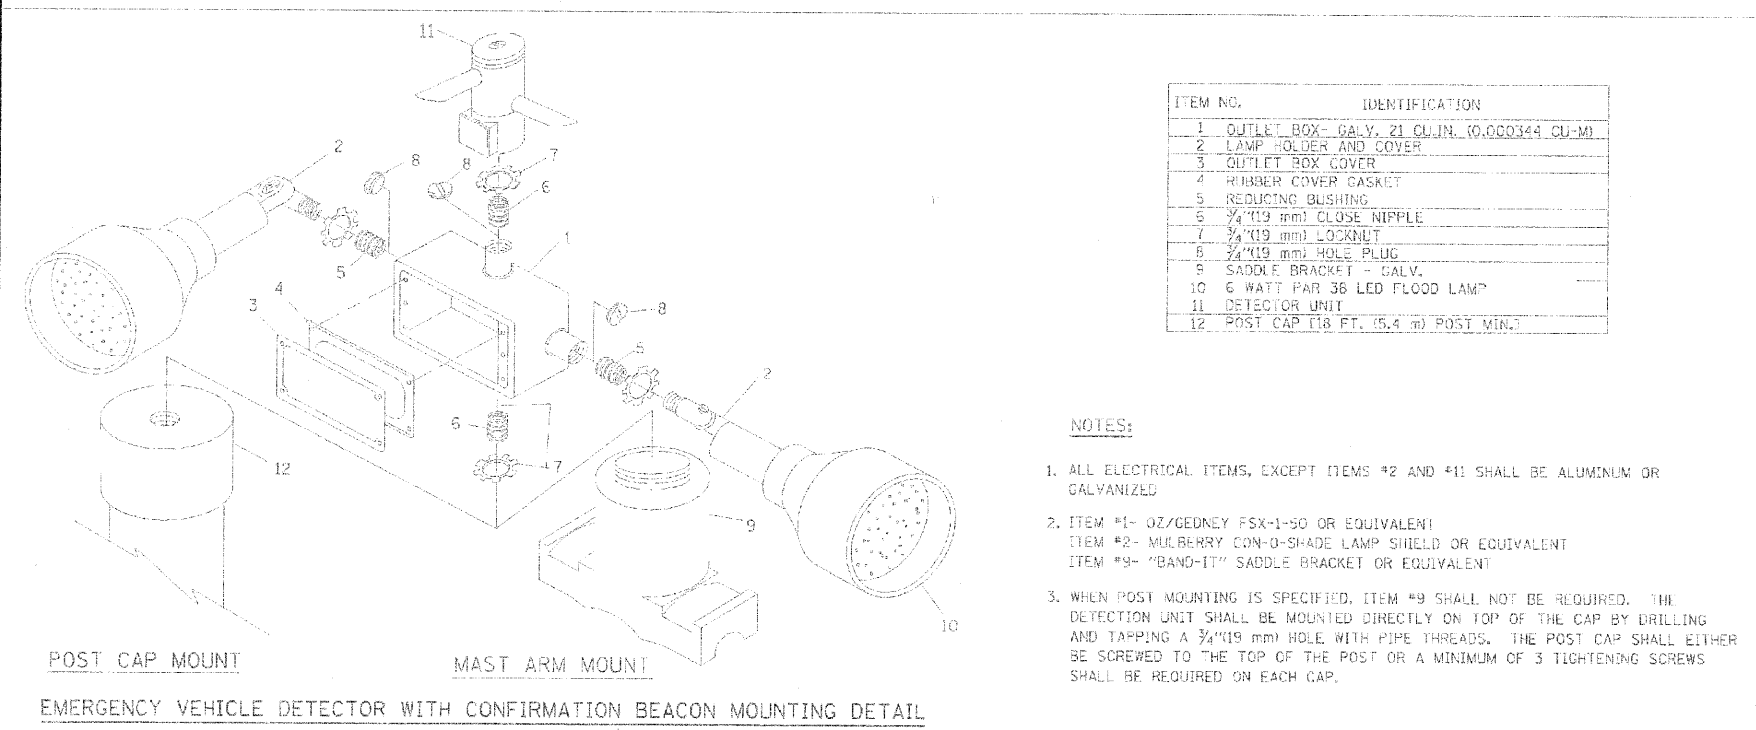 11
2
8
8
7
6
1
5
4
3
8
5
2
6
7
12
9
10
POST CAP MOUNT
MAST ARM MOUNT
EMERGENCY VEHICLE DETECTOR WITH CONFIRMATION BEACON MOUNTING DETAIL
ITEM NO. IDENTIFICATION
1 OUTLET BOX- GALV. 21 CU.IN. (0.000344 CU-M)
2 LAMP HOLDER AND COVER
3 OUTLET BOX COVER
4 RUBBER COVER GASKET
5 REDUCING BUSHING
6 ¾"(19 mm) CLOSE NIPPLE
7 ¾"(19 mm) LOCKNUT
8 ¾"(19 mm) HOLE PLUG
9 SADDLE BRACKET - GALV.
10 6 WATT PAR 38 LED FLOOD LAMP
11 DETECTOR UNIT
12 POST CAP [18 FT. (5.4 m) POST MIN.]
NOTES:
1. ALL ELECTRICAL ITEMS, EXCEPT ITEMS #2 AND #11 SHALL BE ALUMINUM OR
GALVANIZED
2. ITEM #1- OZ/GEDNEY FSX-1-50 OR EQUIVALENT
ITEM #2- MULBERRY CON-O-SHADE LAMP SHIELD OR EQUIVALENT
ITEM #9- "BAND-IT" SADDLE BRACKET OR EQUIVALENT
3. WHEN POST MOUNTING IS SPECIFIED, ITEM #9 SHALL NOT BE REQUIRED. THE
DETECTION UNIT SHALL BE MOUNTED DIRECTLY ON TOP OF THE CAP BY DRILLING
AND TAPPING A ¾"(19 mm) HOLE WITH PIPE THREADS. THE POST CAP SHALL EITHER
BE SCREWED TO THE TOP OF THE POST OR A MINIMUM OF 3 TIGHTENING SCREWS
SHALL BE REQUIRED ON EACH CAP.